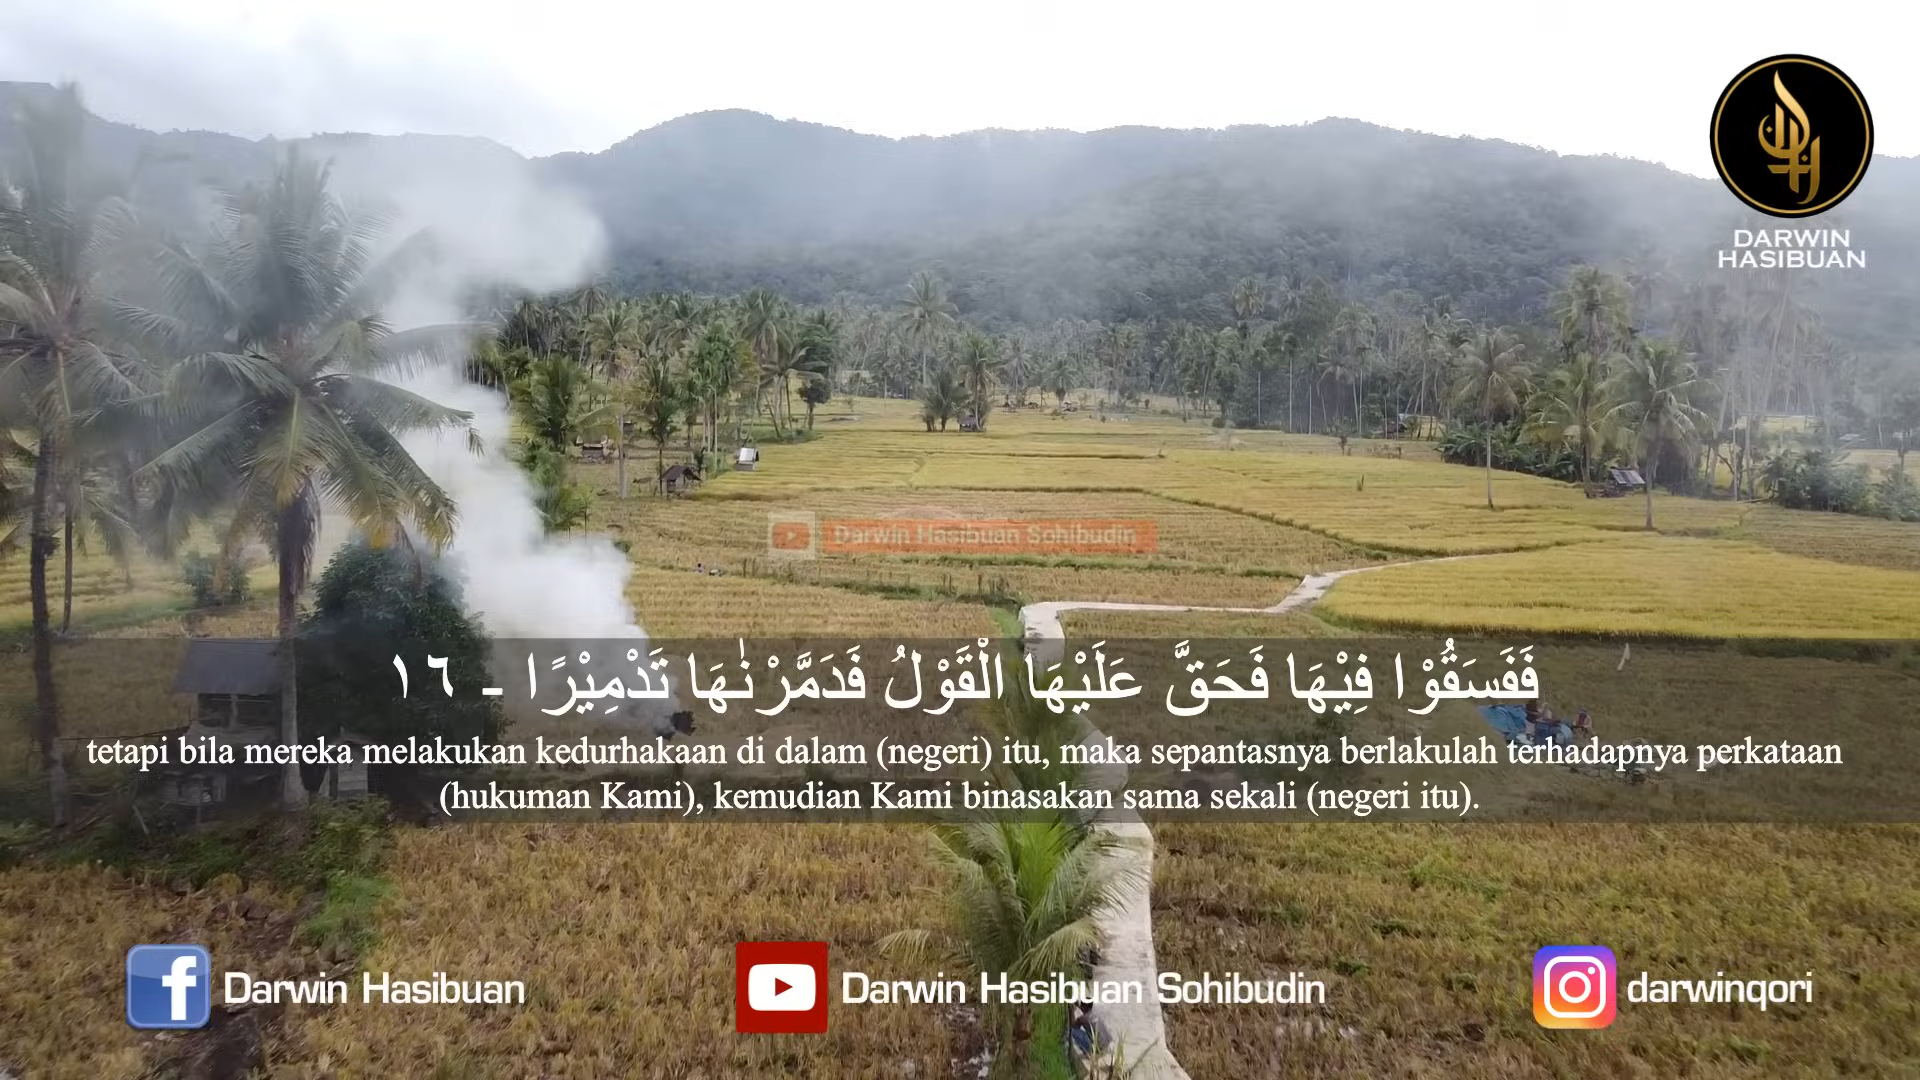 DARWIN
HASIBUAN
Darwin Hasibuan Sohibudin
فَفَسَقُوْا فِيْهَا فَحَقَّ عَلَيْهَا الْقَوْلُ فَدَمَّرْنٰهَا تَدْمِيْرًا - ١٦
tetapi bila mereka melakukan kedurhakaan di dalam (negeri) itu, maka sepantasnya berlakulah terhadapnya perkataan
(hukuman Kami), kemudian Kami binasakan sama sekali (negeri itu).
Darwin Hasibuan
Darwin Hasibuan Sohibudin
darwinqori